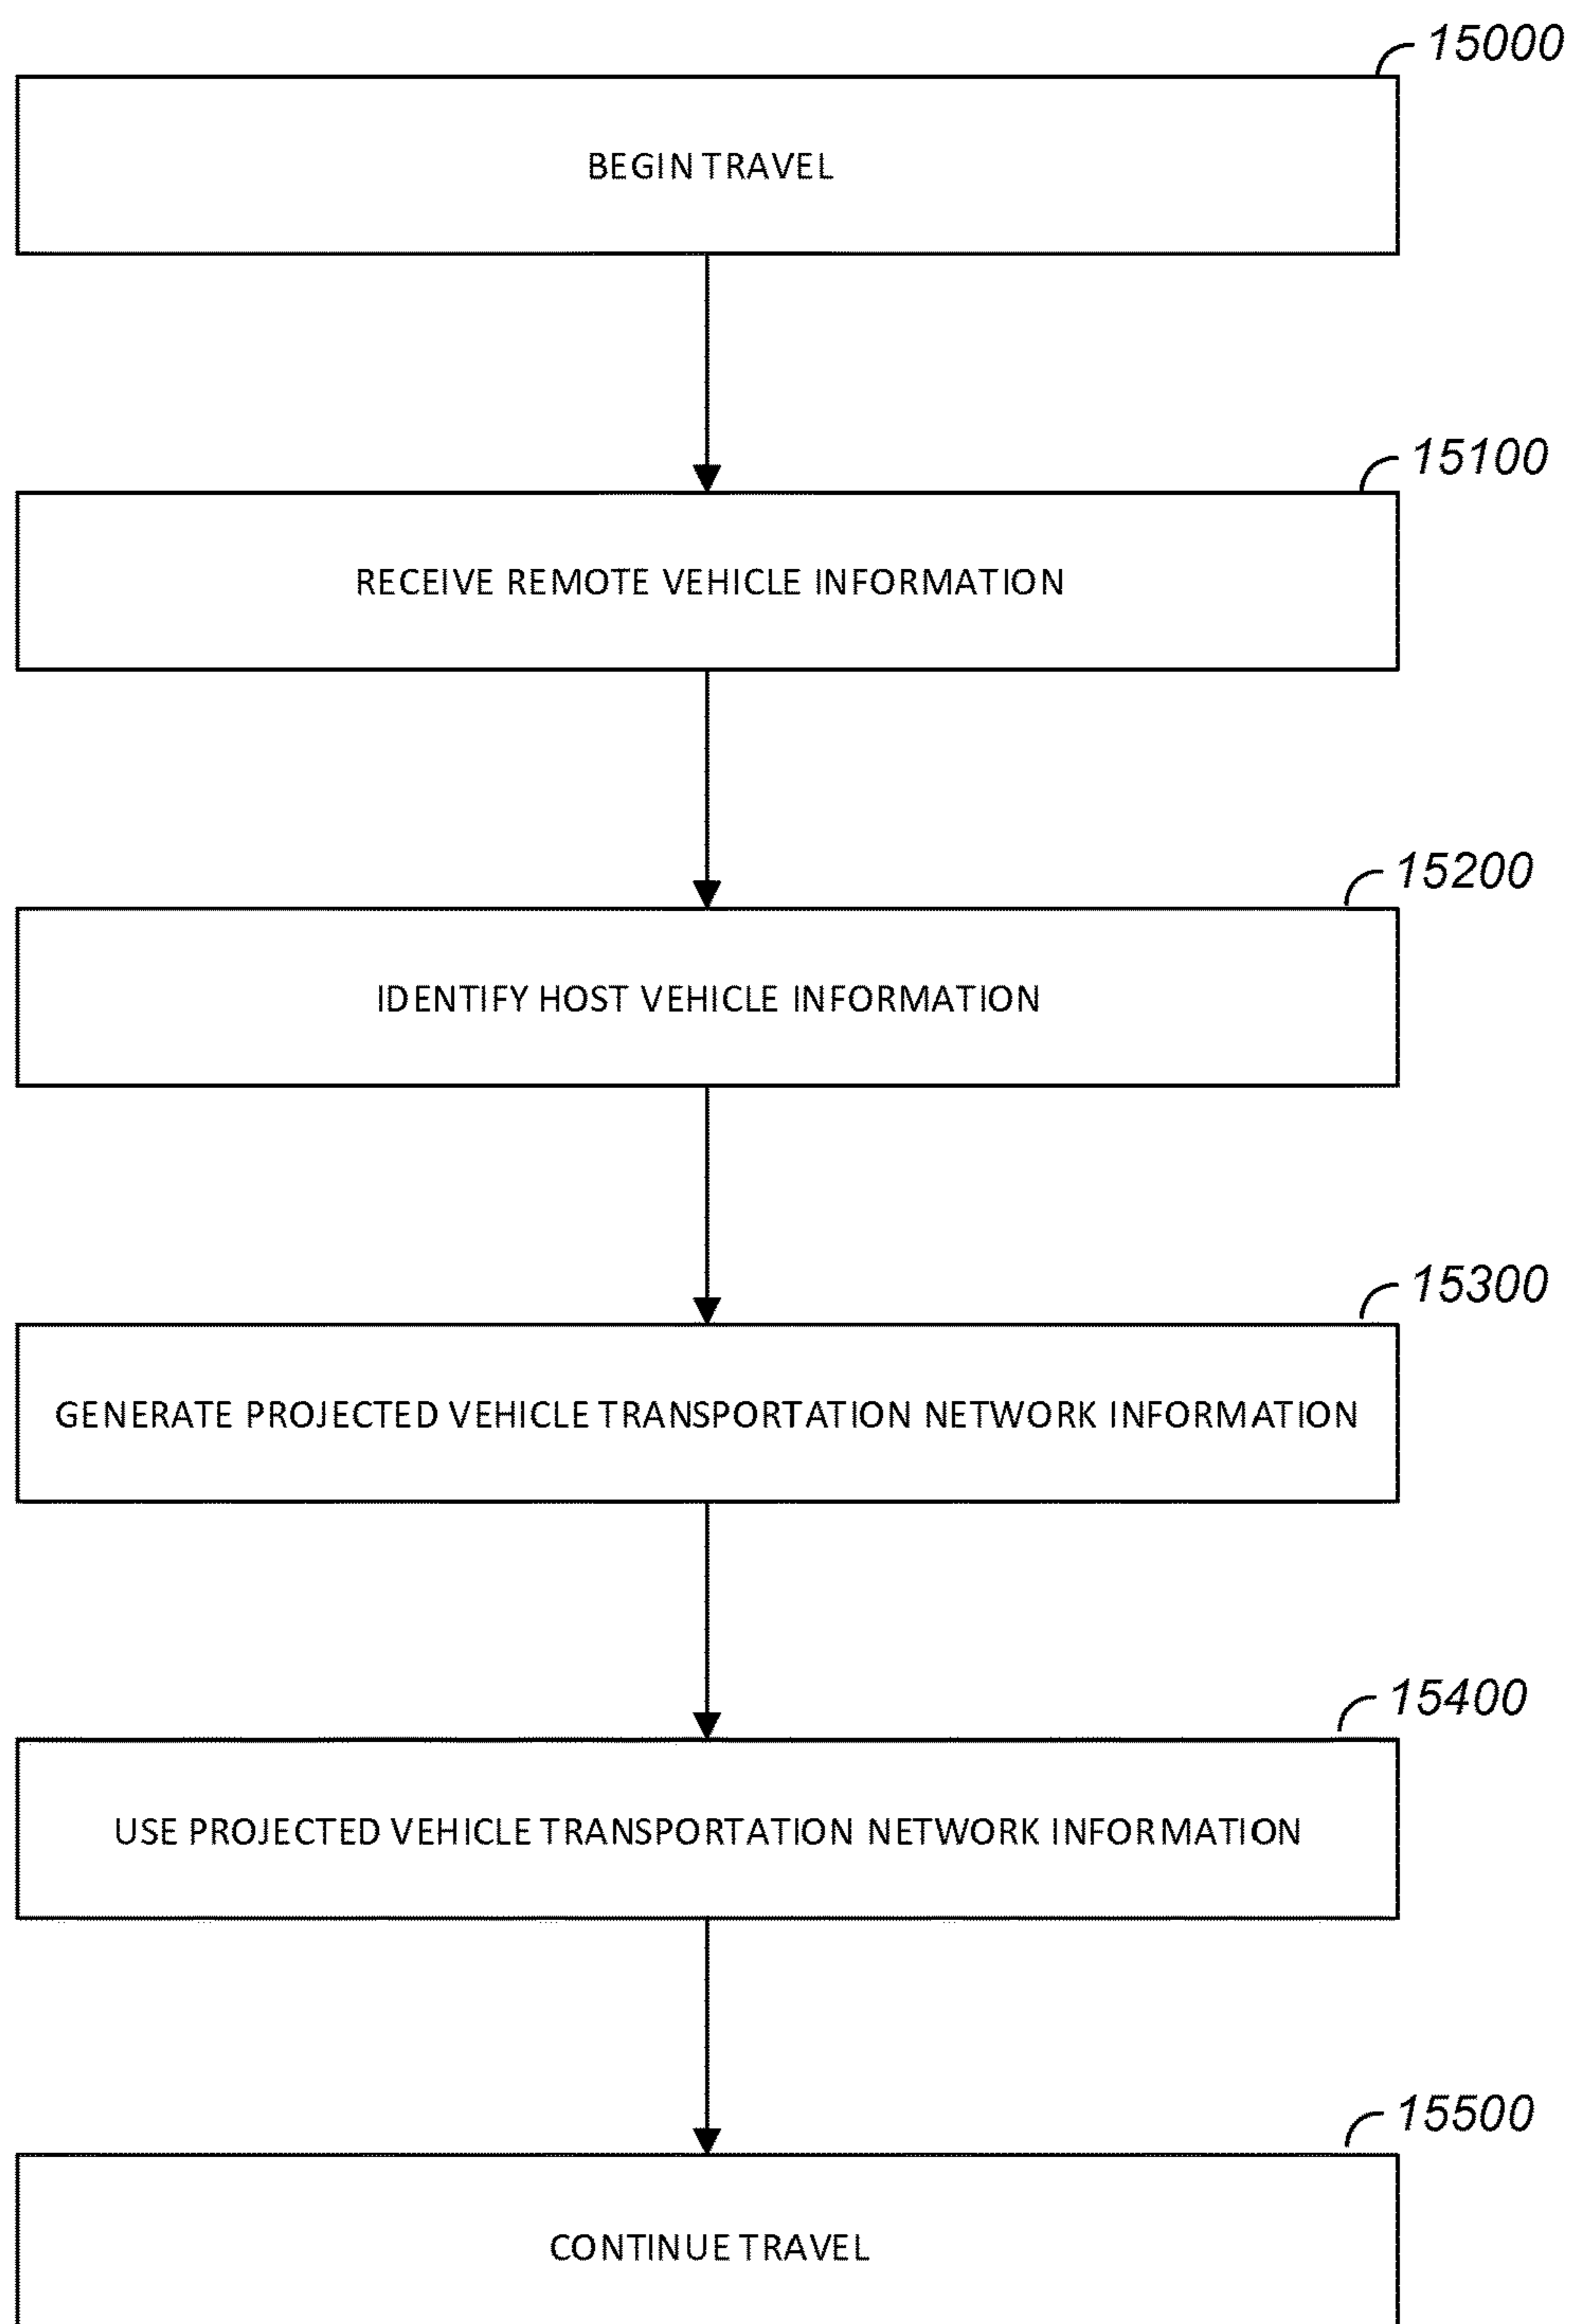 15000
BEGIN TRAVEL
15100
RECEIVE REMOTE VEHICLE INFORMATION
15200
IDENTIFY HOST VEHICLE INFORMATION
15300
GENERATE PROJECTED VEHICLE TRANSPORTATION NETWORK INFORMATION
15400
USE PROJECTED VEHICLE TRANSPORTATION NETWORK INFORMATION
15500
CONTINUE TRAVEL